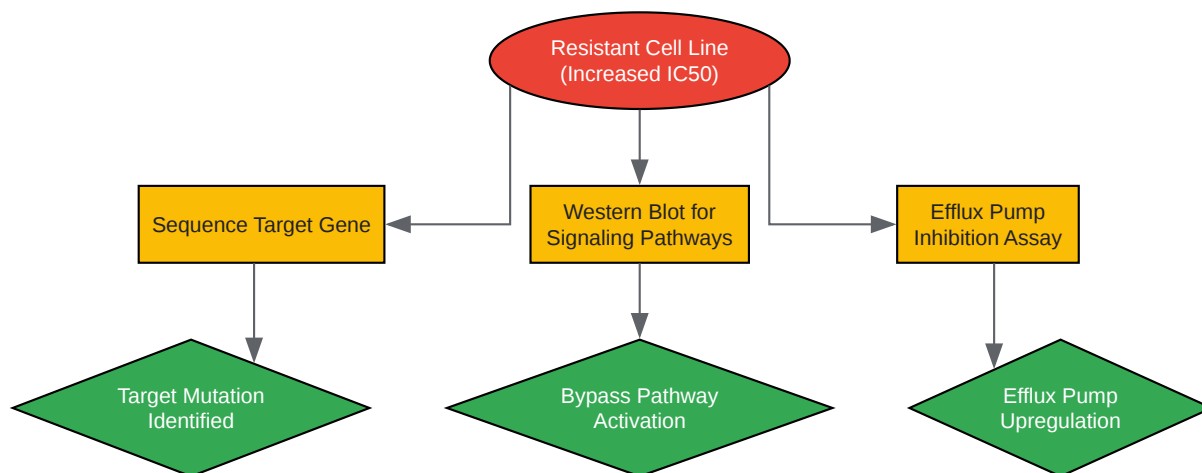 Resistant Cell Line
(Increased IC50)
Sequence Target Gene
Western Blot for
Signaling Pathways
Efflux Pump
Inhibition Assay
Target Mutation
Identified
Bypass Pathway
Activation
Efflux Pump
Upregulation